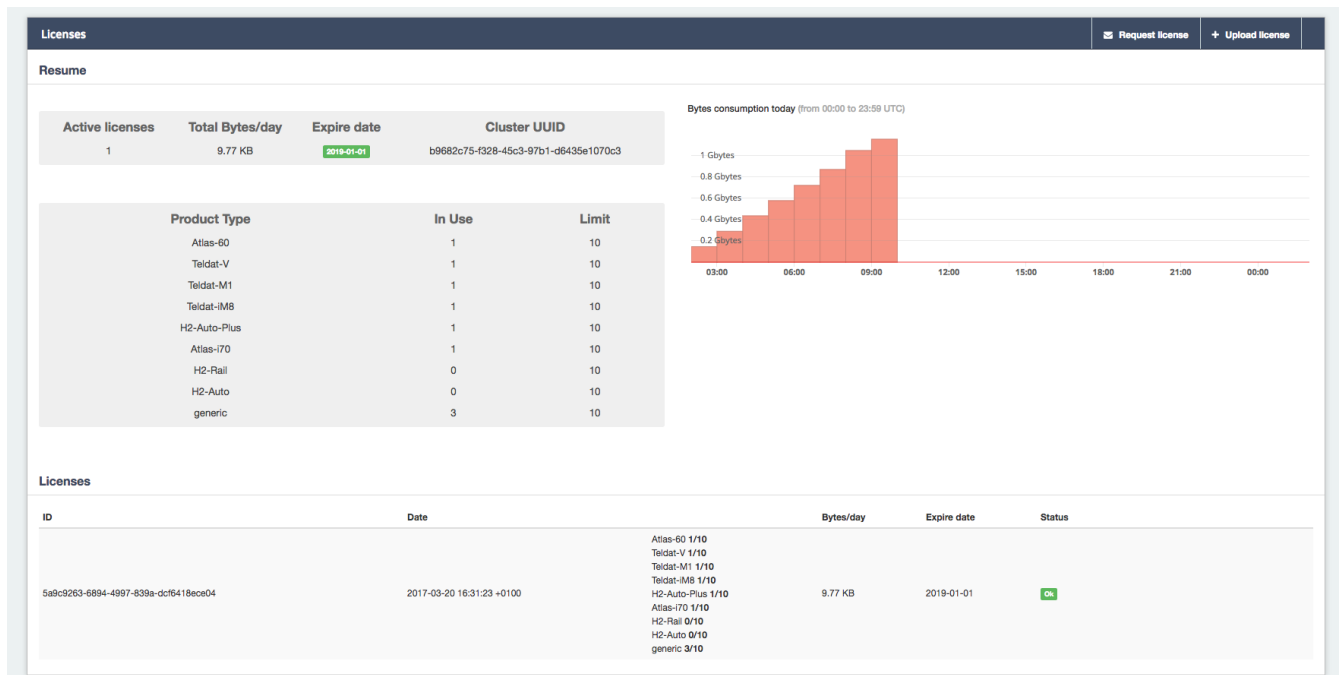 Licenses
Request license
+ Upload license
Resume
Active licenses Total Bytes/day Expire date Cluster UUID
1 9.77 KB 2019-01-01 b9682c75-f328-45c3-97b1-d6435e1070c3
Product Type In Use Limit
Atlas-60 1 10
Teldat-V 1 10
Teldat-M1 1 10
Teldat-iM8 1 10
H2-Auto-Plus 1 10
Atlas-i70 1 10
H2-Rail 0 10
H2-Auto 0 10
generic 3 10
Bytes consumption today (from 00:00 to 23:59 UTC)
1 Gbytes
0.8 Gbytes
0.6 Gbytes
0.4 Gbytes
0.2 Gbytes
03:00 06:00 09:00 12:00 15:00 18:00 21:00 00:00
Licenses
ID Date Bytes/day Expire date Status
Atlas-60 1/10
Teldat-V 1/10
Teldat-M1 1/10
Teldat-iM8 1/10
5a9c9263-6894-4997-839a-dcf6418ece04 2017-03-20 16:31:23 +0100 H2-Auto-Plus 1/10 9.77 KB 2019-01-01 Ok
Atlas-i70 1/10
H2-Rail 0/10
H2-Auto 0/10
generic 3/10